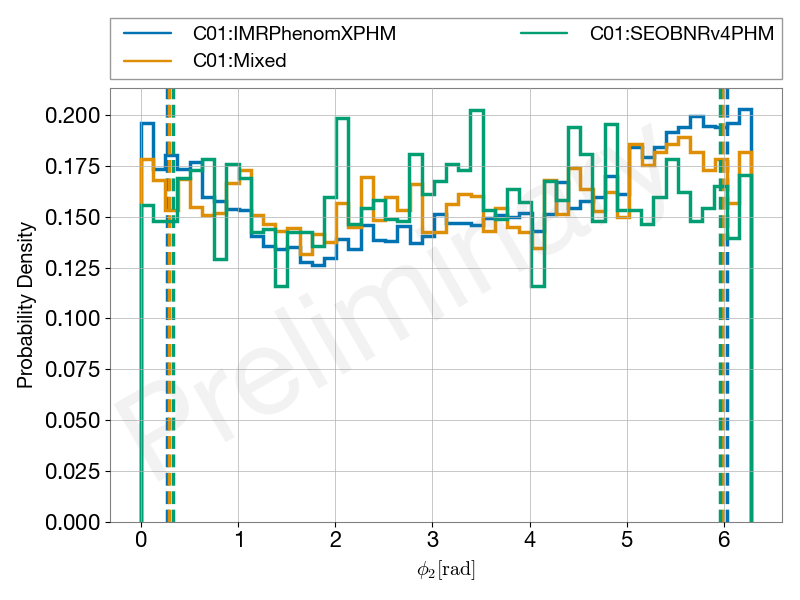 C01:IMRPhenomXPHM C01:SEOBNRv4PHM
C01:Mixed
0.200
0.175
0.150
0.125
0.100
0.075
0.050
0.025
0.000
Probability Density
Preliminary
0 1 2 3 4 5 6
ϕ₂[rad]